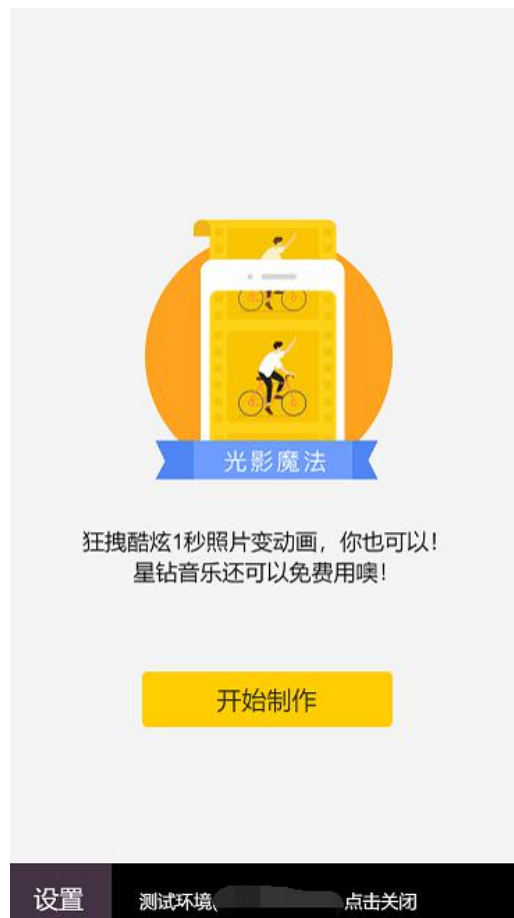 光影魔法
狂拽酷炫1秒照片变动画，你也可以！
星钻音乐还可以免费用噢！
开始制作
设置 测试环境( 点击关闭